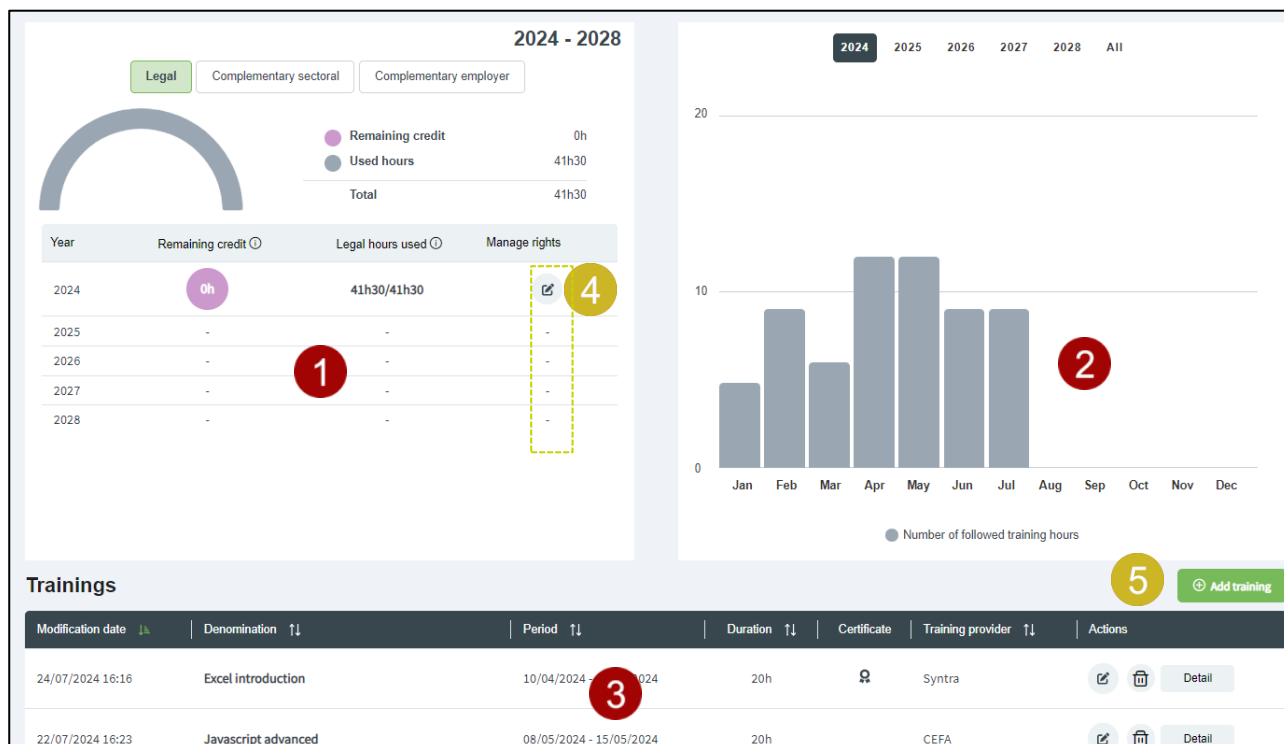 2024 - 2028
Legal Complementary sectoral Complementary employer
Remaining credit 0h
Used hours 41h30
Total 41h30
Year Remaining credit Legal hours used Manage rights
2024 0h 41h30/41h30 4
2025 - - -
2026 - - -
1
2027 - - -
2028 - - -
2024 2025 2026 2027 2028 All
20
10
2
0
Jan Feb Mar Apr May Jun Jul Aug Sep Oct Nov Dec
Number of followed training hours
Trainings 5 Add training
Modification date Denomination Period Duration Certificate Training provider Actions
24/07/2024 16:16 Excel introduction 10/04/2024 - 3 2024 20h Syntra Detail
22/07/2024 16:23 Javascript advanced 08/05/2024 - 15/05/2024 20h CEFA Detail